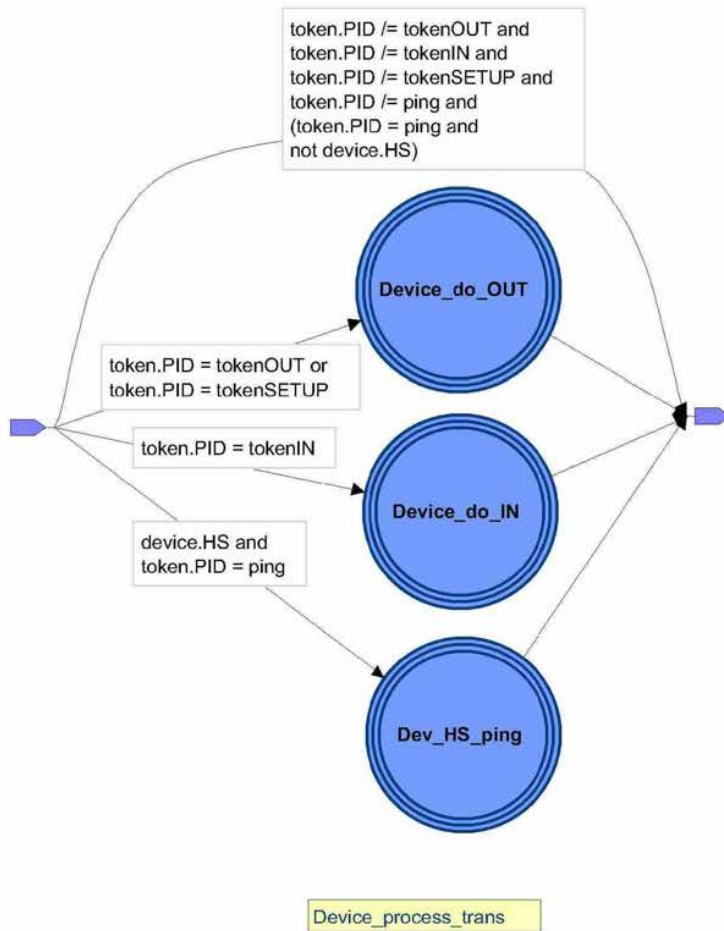 token.PID /= tokenOUT and
token.PID /= tokenIN and
token.PID /= tokenSETUP and
token.PID /= ping and
(token.PID = ping and
not device.HS)
Device_do_OUT
token.PID = tokenOUT or
token.PID = tokenSETUP
token.PID = tokenIN
Device_do_IN
device.HS and
token.PID = ping
Dev_HS_ping
Device_process_trans